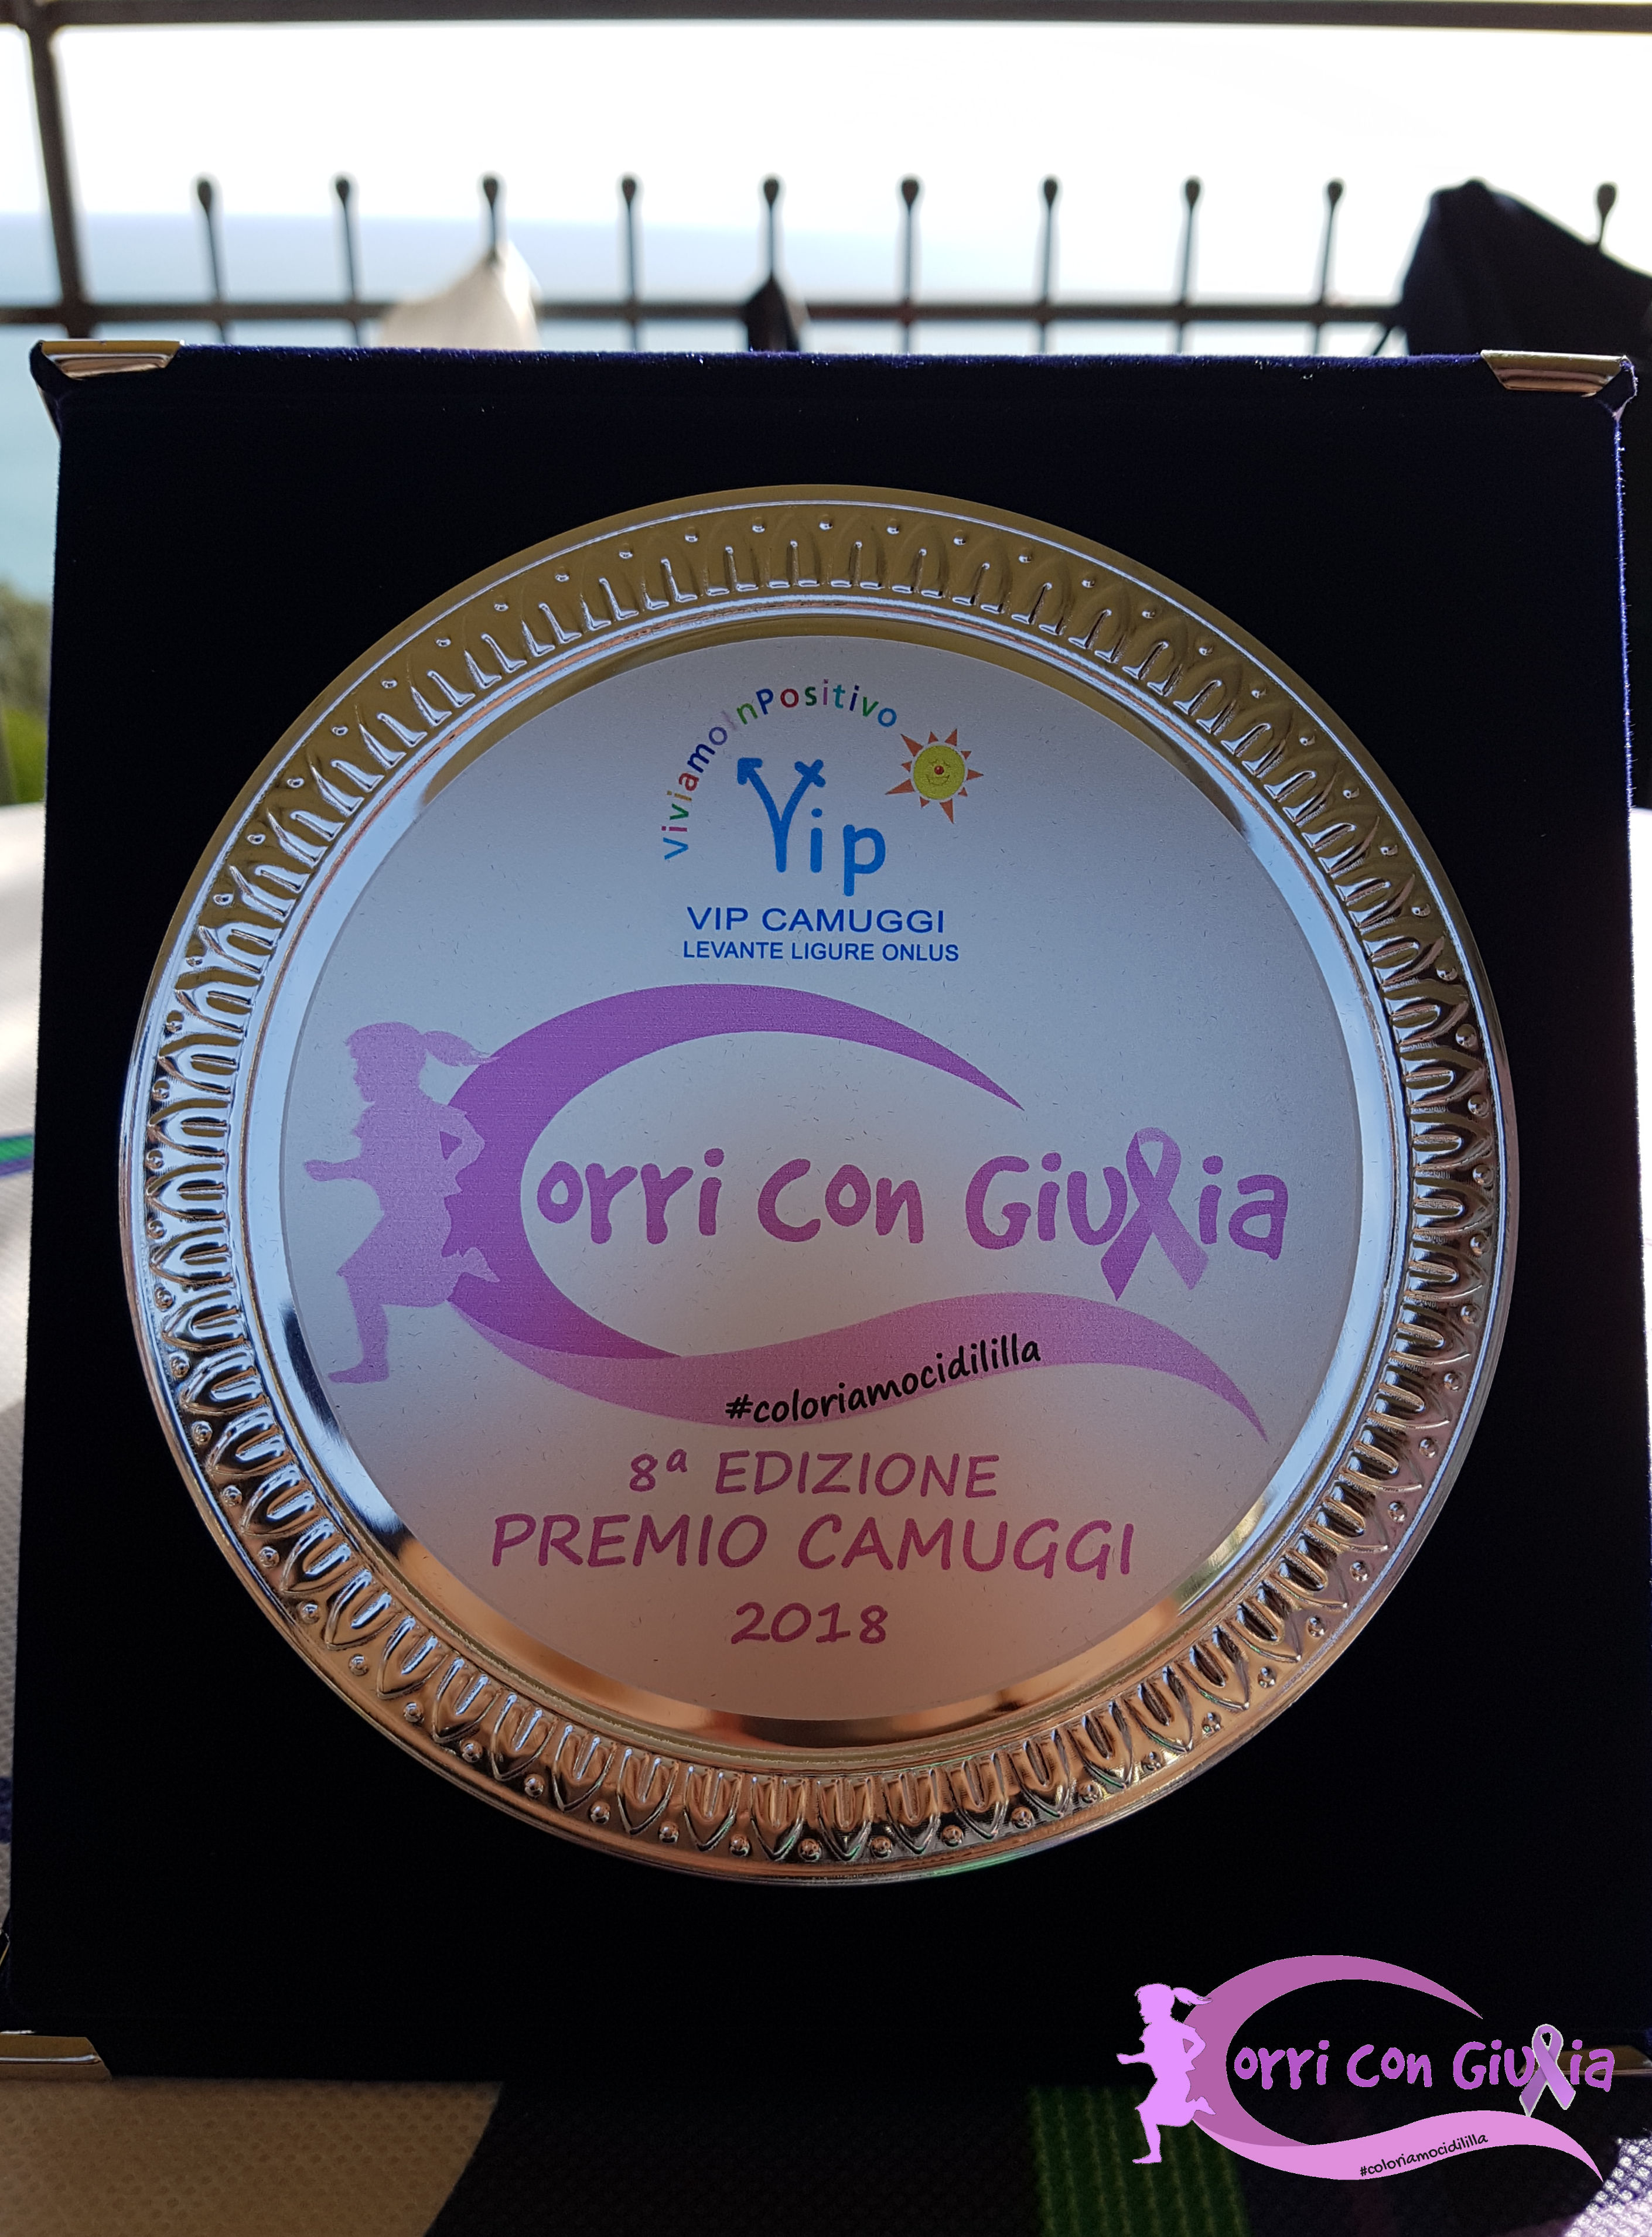 ViviamoInPositivo
Vip
VIP CAMUGGI
LEVANTE LIGURE ONLUS
Corri con Giulia
#coloriamocidililla
8ª EDIZIONE
PREMIO CAMUGGI
2018
Corri con Giulia
#coloriamocidililla